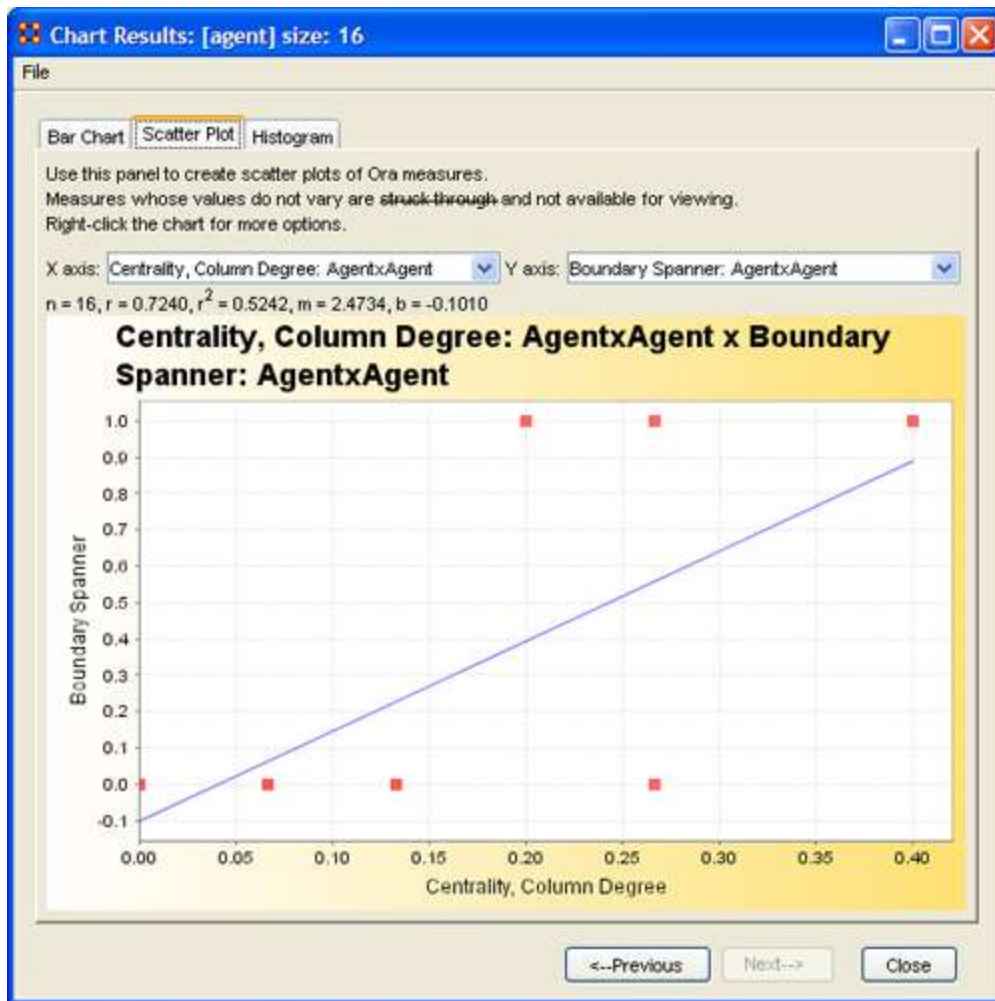 Chart Results: [agent] size: 16
File
Bar Chart Scatter Plot Histogram
Use this panel to create scatter plots of Ora measures.
Measures whose values do not vary are struck through and not available for viewing.
Right-click the chart for more options.
X axis: Centrality, Column Degree: AgentxAgent Y axis: Boundary Spanner: AgentxAgent
n = 16, r = 0.7240, r² = 0.5242, m = 2.4734, b = -0.1010
Centrality, Column Degree: AgentxAgent x Boundary
Spanner: AgentxAgent
1.0
0.9
0.8
0.7
0.6
0.5
0.4
0.3
0.2
0.1
0.0
-0.1
Boundary Spanner
0.00 0.05 0.10 0.15 0.20 0.25 0.30 0.35 0.40
Centrality, Column Degree
<--Previous Next--> Close